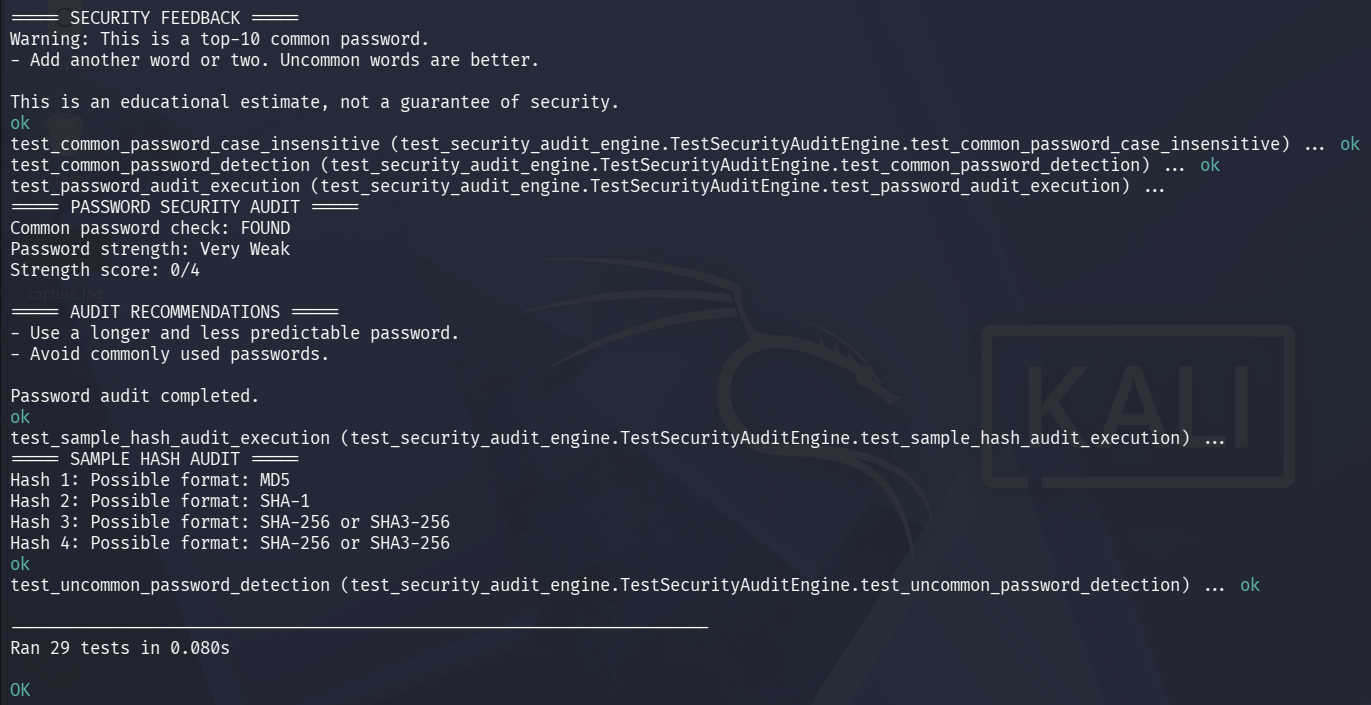 ===== SECURITY FEEDBACK =====
Warning: This is a top-10 common password.
- Add another word or two. Uncommon words are better.
This is an educational estimate, not a guarantee of security.
ok
test_common_password_case_insensitive (test_security_audit_engine.TestSecurityAuditEngine.test_common_password_case_insensitive) ... ok
test_common_password_detection (test_security_audit_engine.TestSecurityAuditEngine.test_common_password_detection) ... ok
test_password_audit_execution (test_security_audit_engine.TestSecurityAuditEngine.test_password_audit_execution) ...
===== PASSWORD SECURITY AUDIT =====
Common password check: FOUND
Password strength: Very Weak
Strength score: 0/4
capture.jpg
===== AUDIT RECOMMENDATIONS =====
- Use a longer and less predictable password.
- Avoid commonly used passwords.
KALI
Password audit completed.
ok
test_sample_hash_audit_execution (test_security_audit_engine.TestSecurityAuditEngine.test_sample_hash_audit_execution) ...
===== SAMPLE HASH AUDIT =====
Hash 1: Possible format: MD5
Hash 2: Possible format: SHA-1
Hash 3: Possible format: SHA-256 or SHA3-256
Hash 4: Possible format: SHA-256 or SHA3-256
ok
test_uncommon_password_detection (test_security_audit_engine.TestSecurityAuditEngine.test_uncommon_password_detection) ... ok
----------------------------------------------------------------------
Ran 29 tests in 0.080s
OK